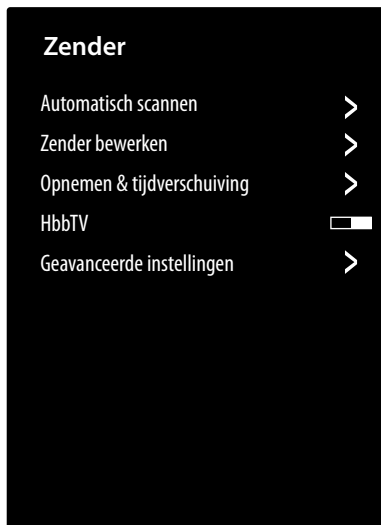 Zender
Automatisch scannen
Zender bewerken
Opnemen & tijdverschuiving
HbbTV
Geavanceerde instellingen